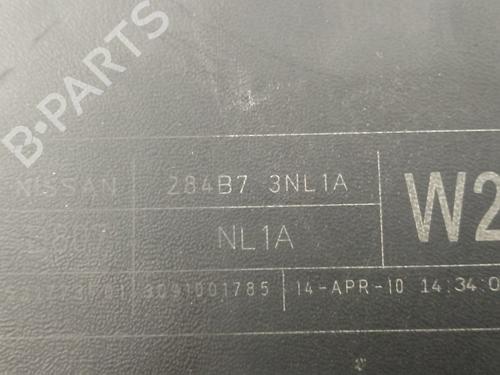 B-PARTS
NISSAN 284B7 3NL1A W2
NL1A
3091001785 14-APR-10 14:34:0